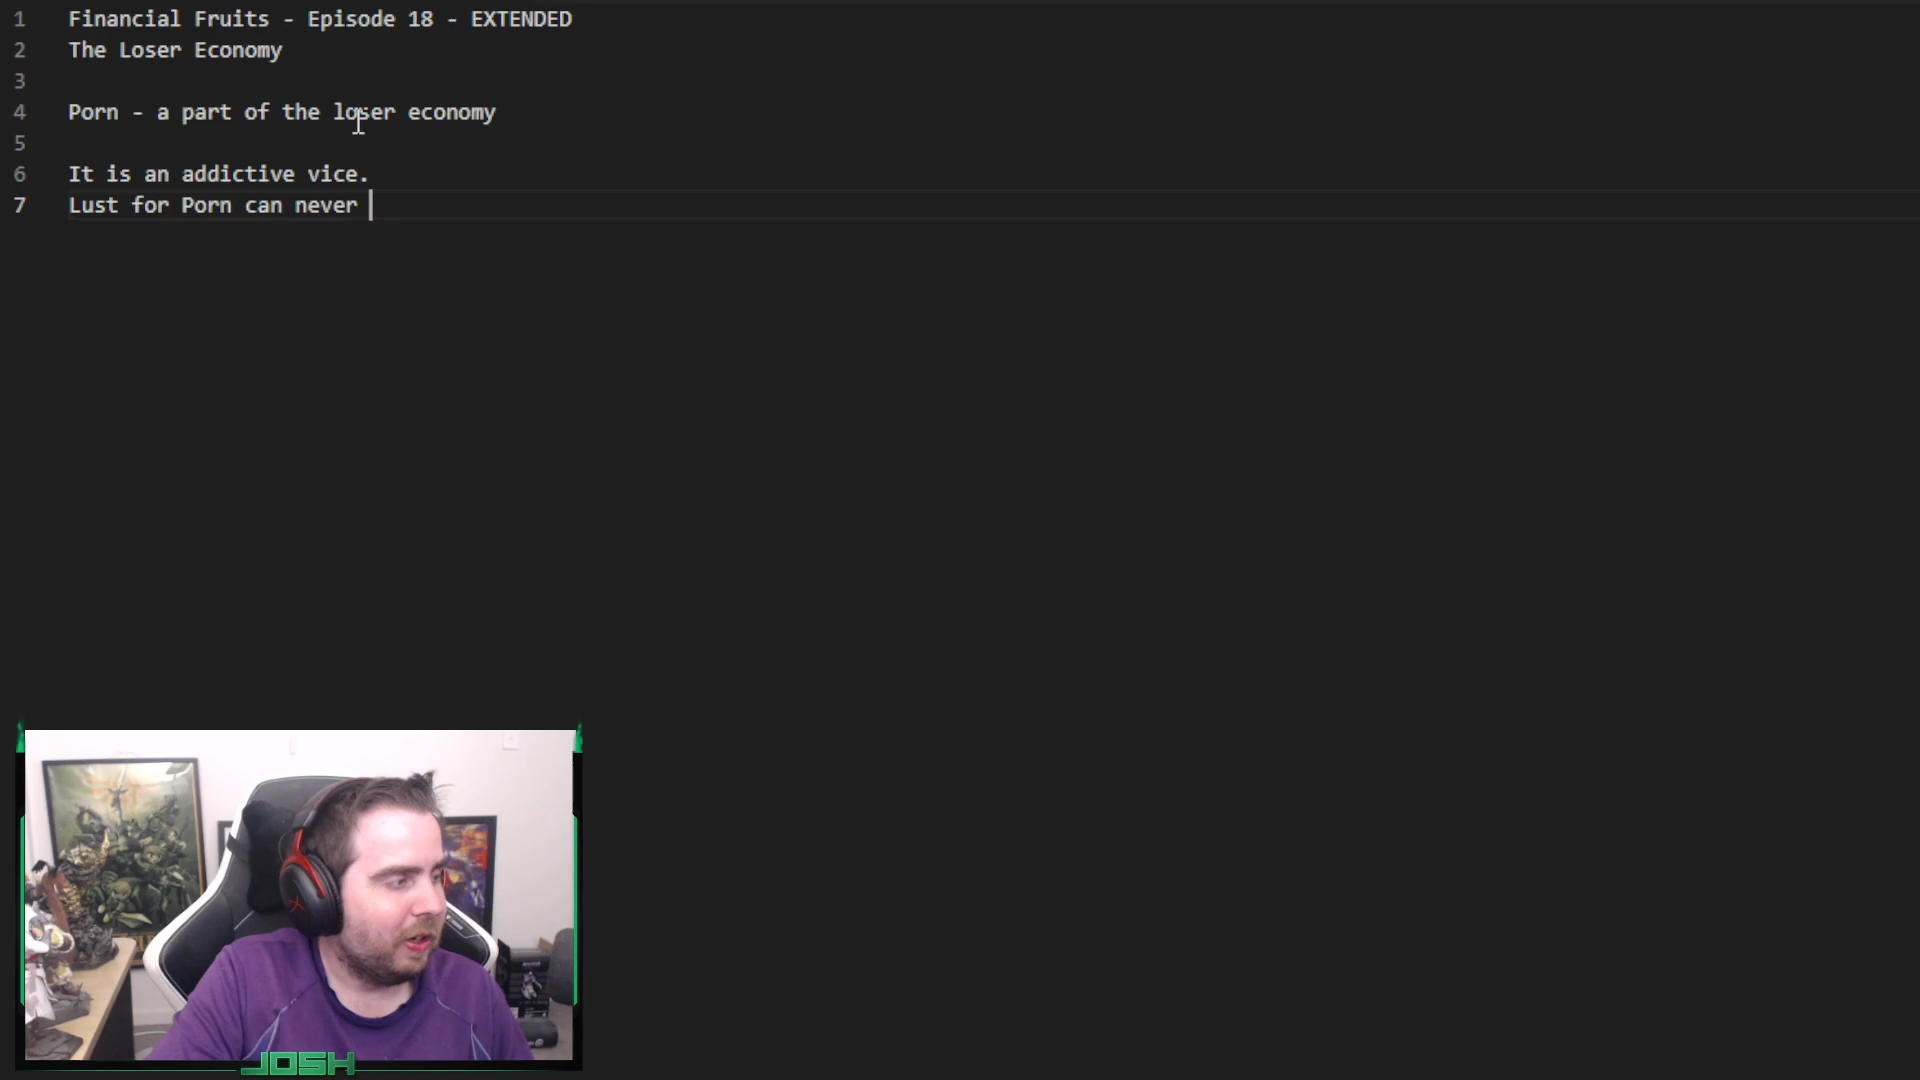 1 Financial Fruits - Episode 18 - EXTENDED
2 The Loser Economy
3
4 Porn - a part of the loser economy
5
6 It is an addictive vice.
7 Lust for Porn can never
JOSH